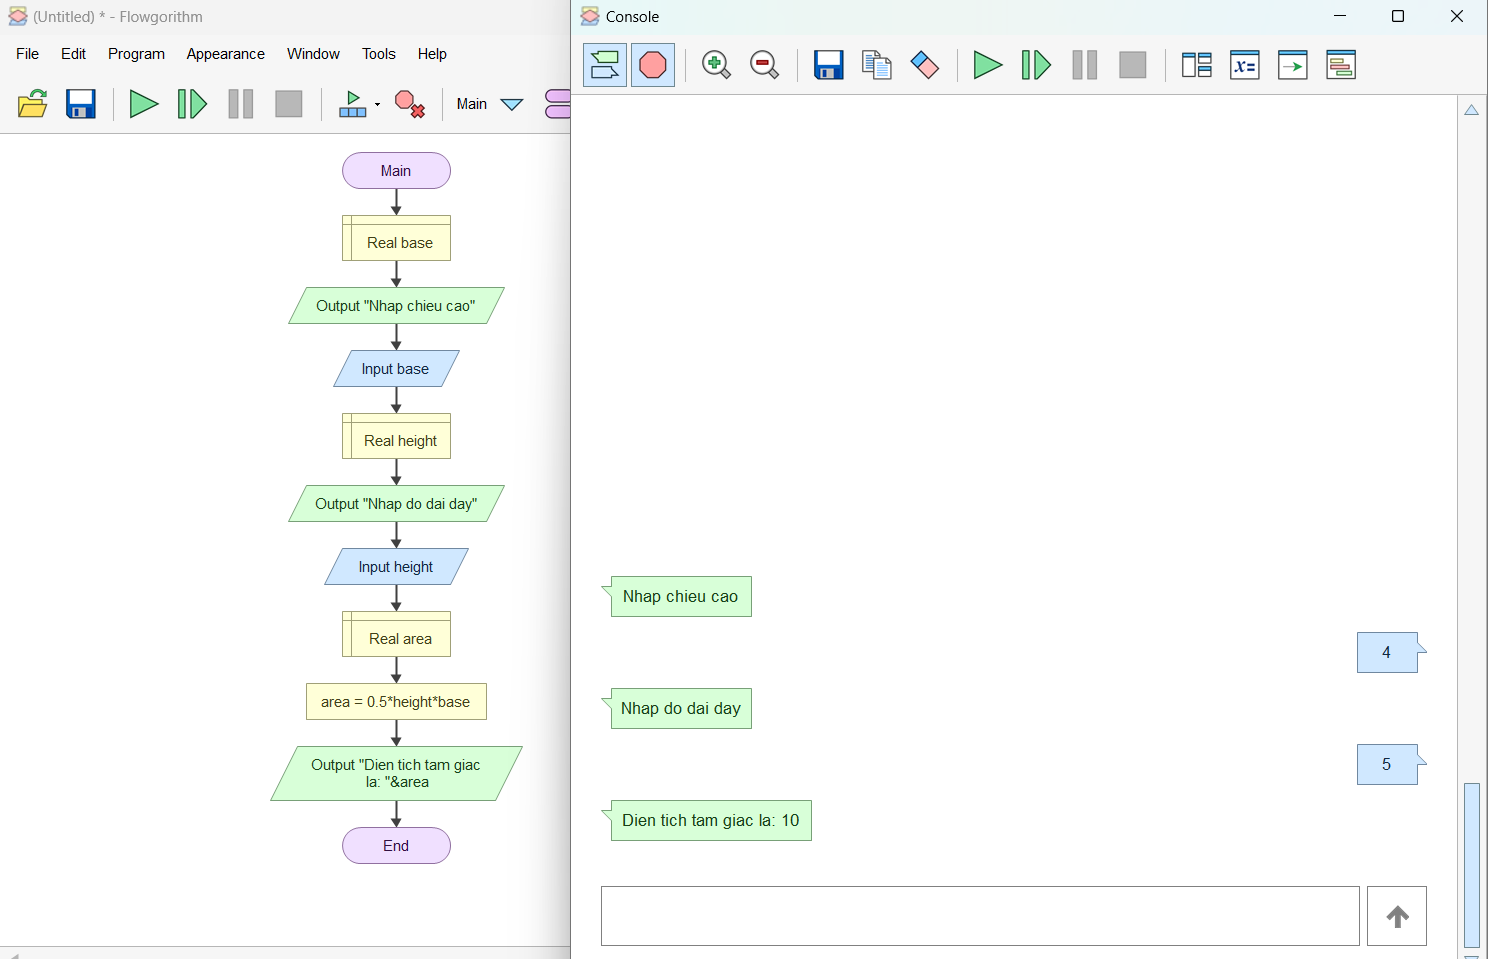 (Untitled) * - Flowgorithm
File Edit Program Appearance Window Tools Help
Main
Main
Real base
Output "Nhap chieu cao"
Input base
Real height
Output "Nhap do dai day"
Input height
Real area
area = 0.5*height*base
Output "Dien tich tam giac
la: "&area
End
Console
x=
Nhap chieu cao
4
Nhap do dai day
5
Dien tich tam giac la: 10